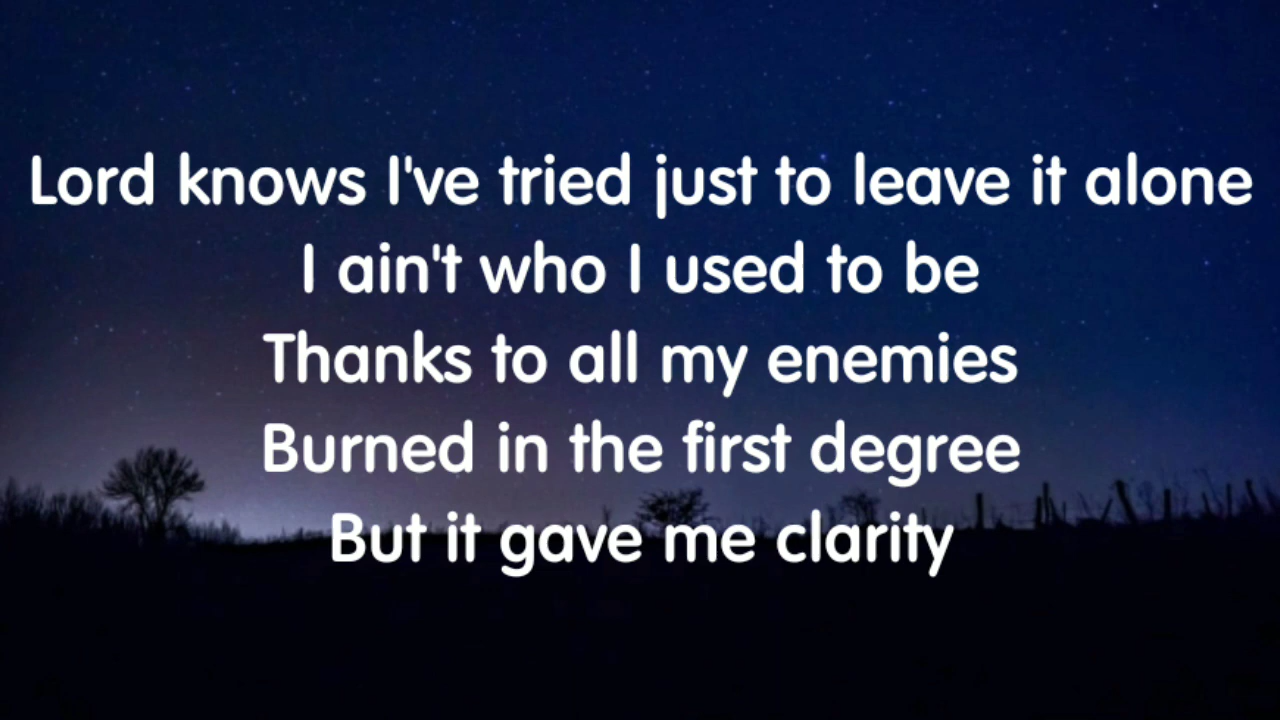 Lord knows I've tried just to leave it alone
I ain't who I used to be
Thanks to all my enemies
Burned in the first degree
But it gave me clarity